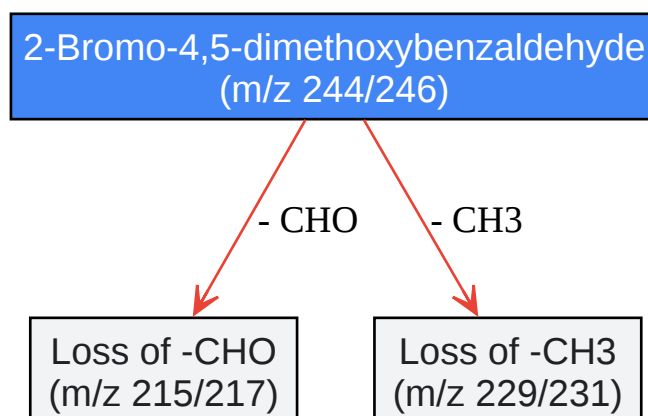 2-Bromo-4,5-dimethoxybenzaldehyde
(m/z 244/246)
- CHO
- CH3
Loss of -CHO
(m/z 215/217)
Loss of -CH3
(m/z 229/231)